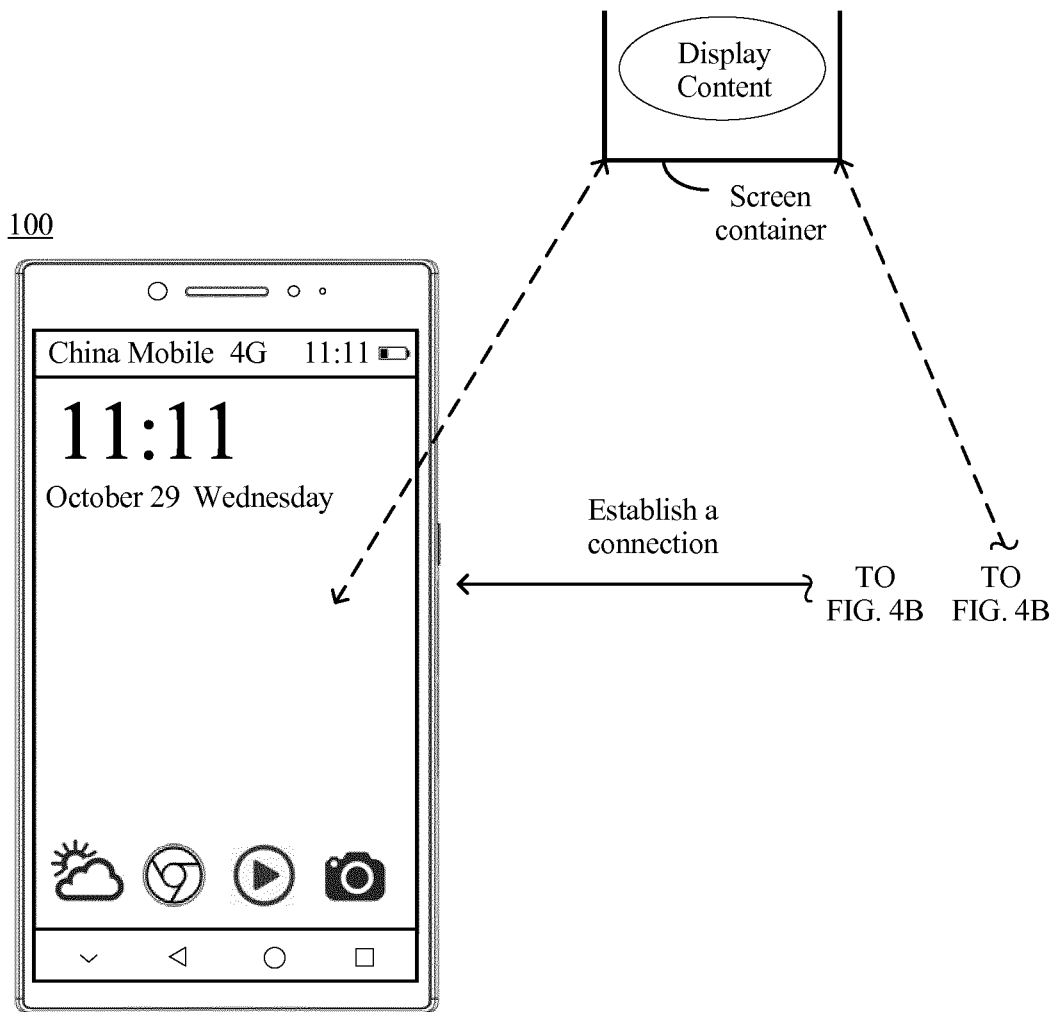 Display
Content
Screen
container
100
China Mobile 4G 11:11
11:11
October 29 Wednesday
Establish a
connection
TO
FIG. 4B
TO
FIG. 4B